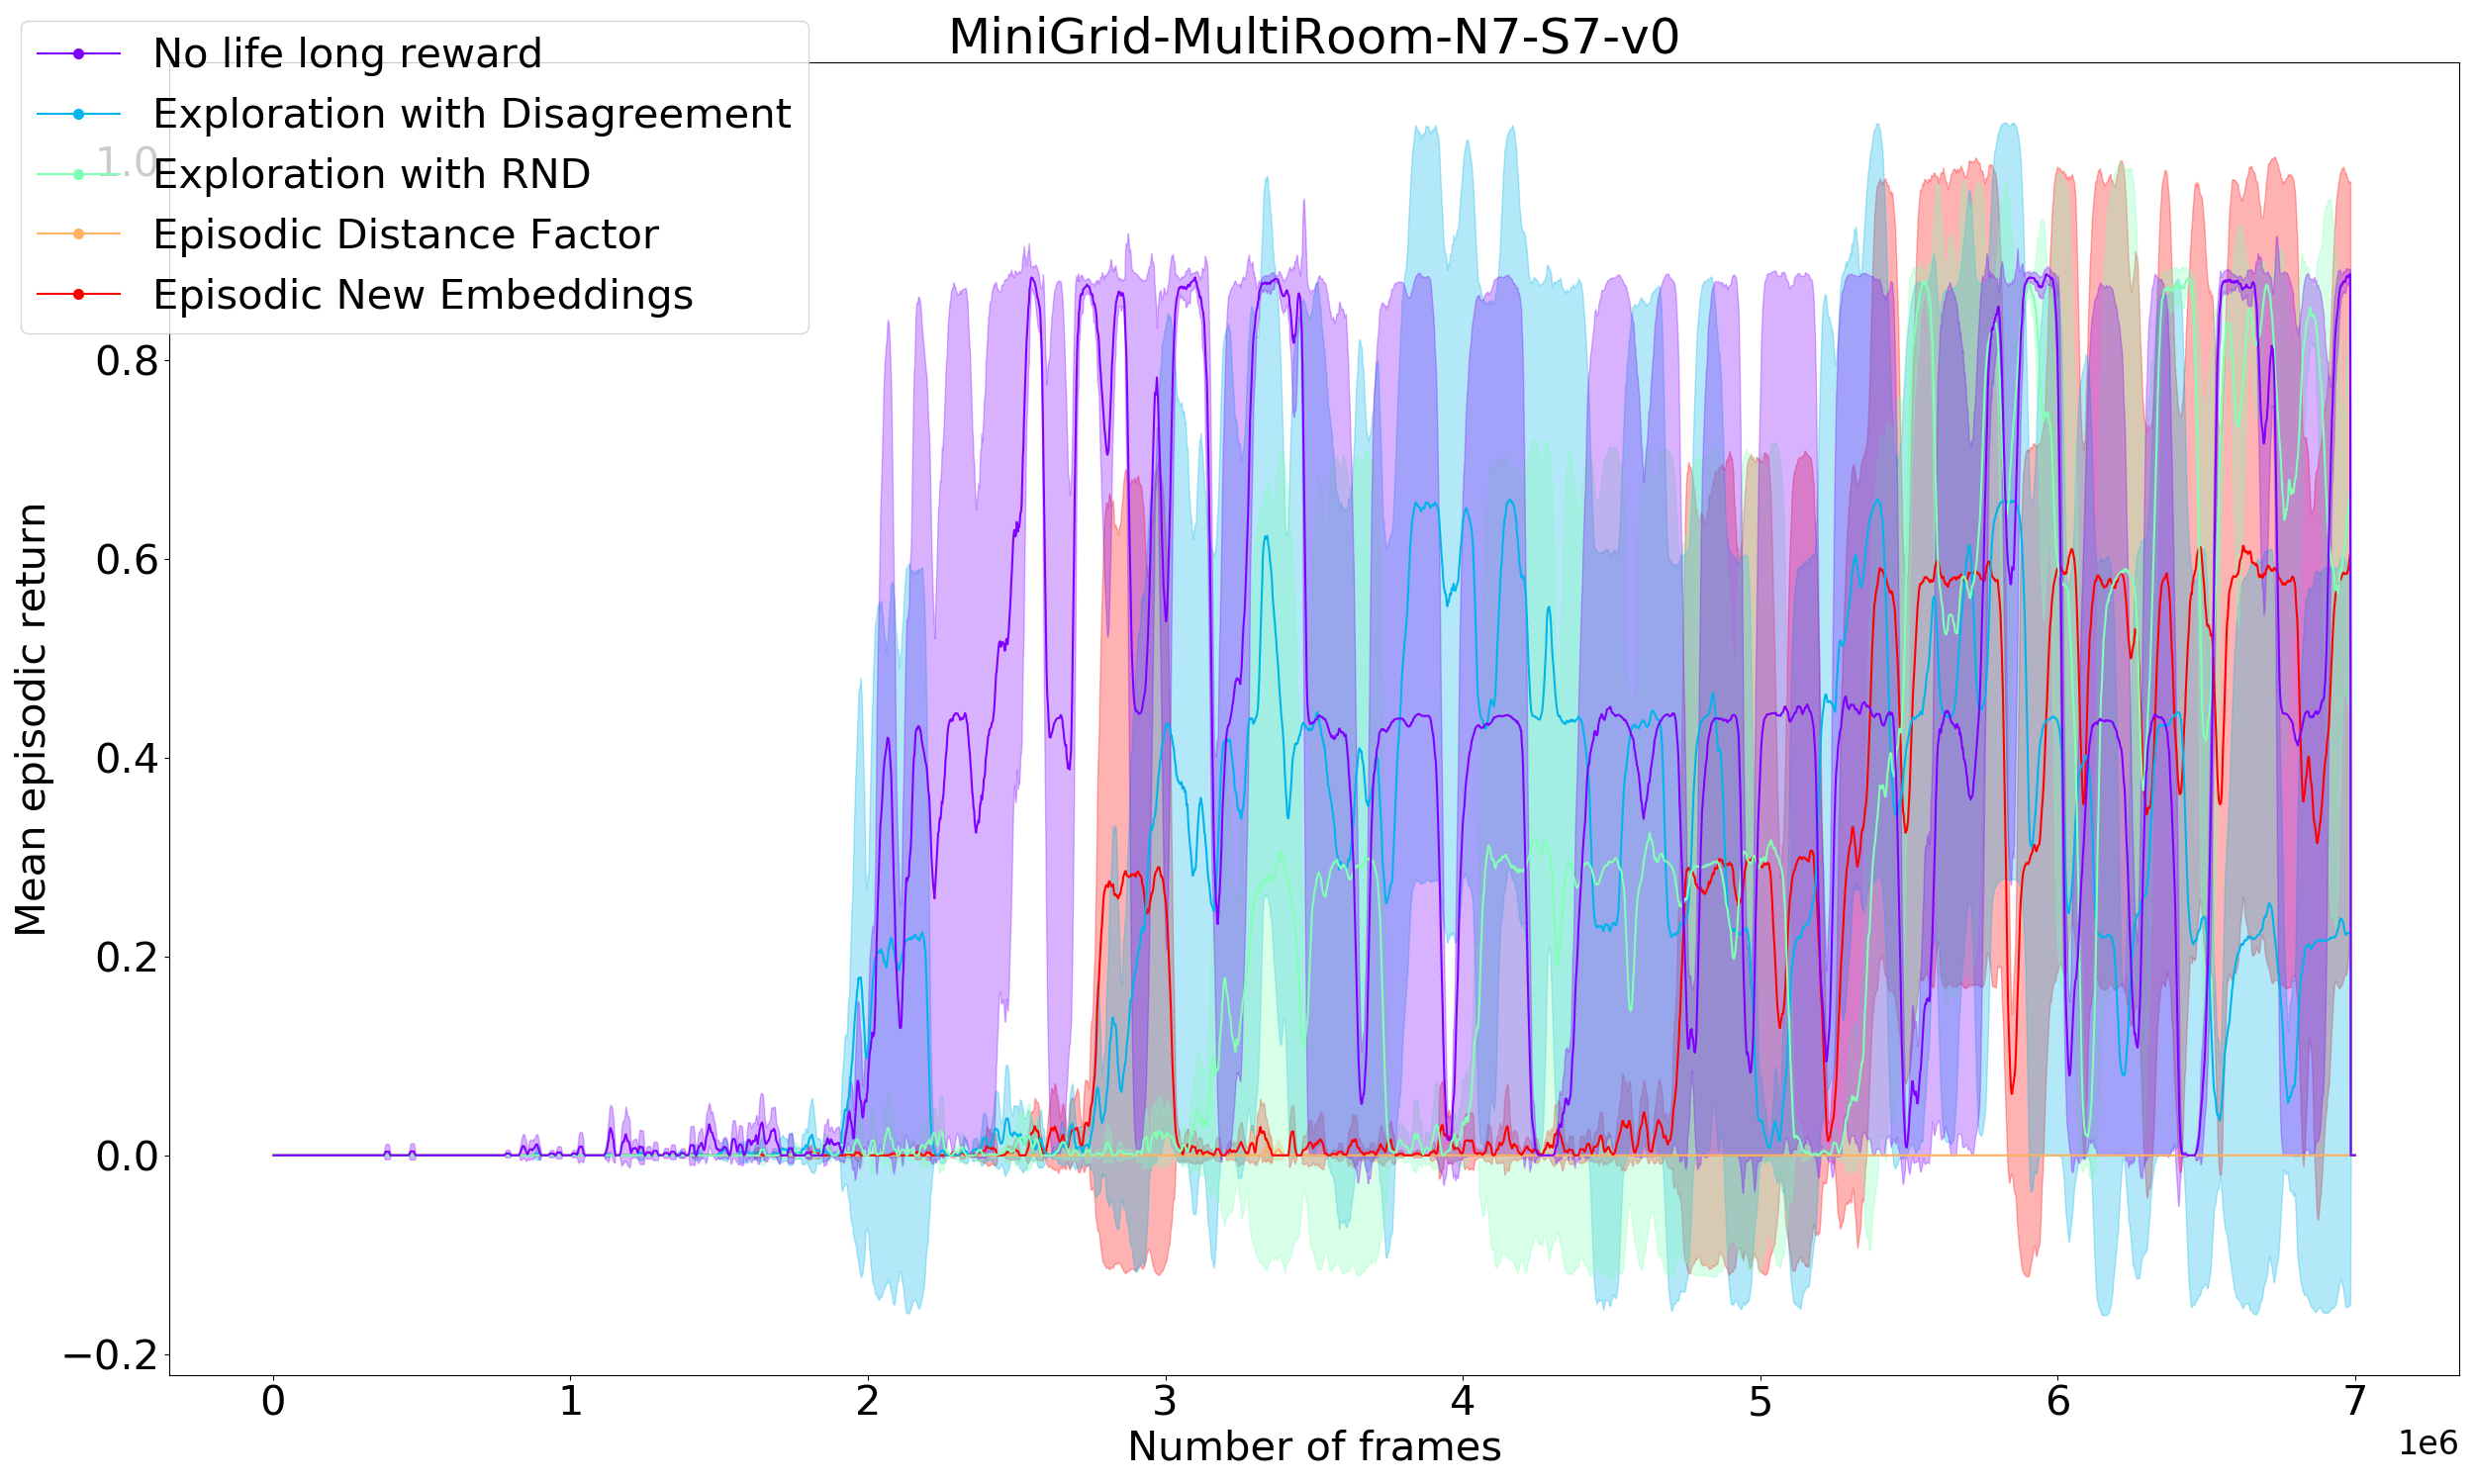 MiniGrid-MultiRoom-N7-S7-v0
No life long reward
Exploration with Disagreement
Exploration with RND
Episodic Distance Factor
Episodic New Embeddings
Mean episodic return
1.0
0.8
0.6
0.4
0.2
0.0
−0.2
0 1 2 3 4 5 6 7
Number of frames
1e6